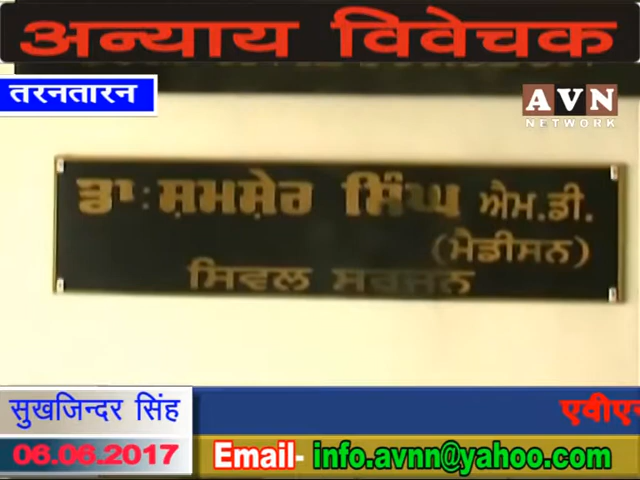 अन्याय विवेचक
तरनतारन
AVN
NETWORK
ਡਾ: ਸ਼ਮਸ਼ੇਰ ਸਿੰਘ ਐਮ.ਡੀ.
(ਮੈਡੀਸਨ)
ਸਿਵਲ ਸਰਜਨ
सुखजिन्दर सिंह
06.06.2017
Email- info.avnn@yahoo.com